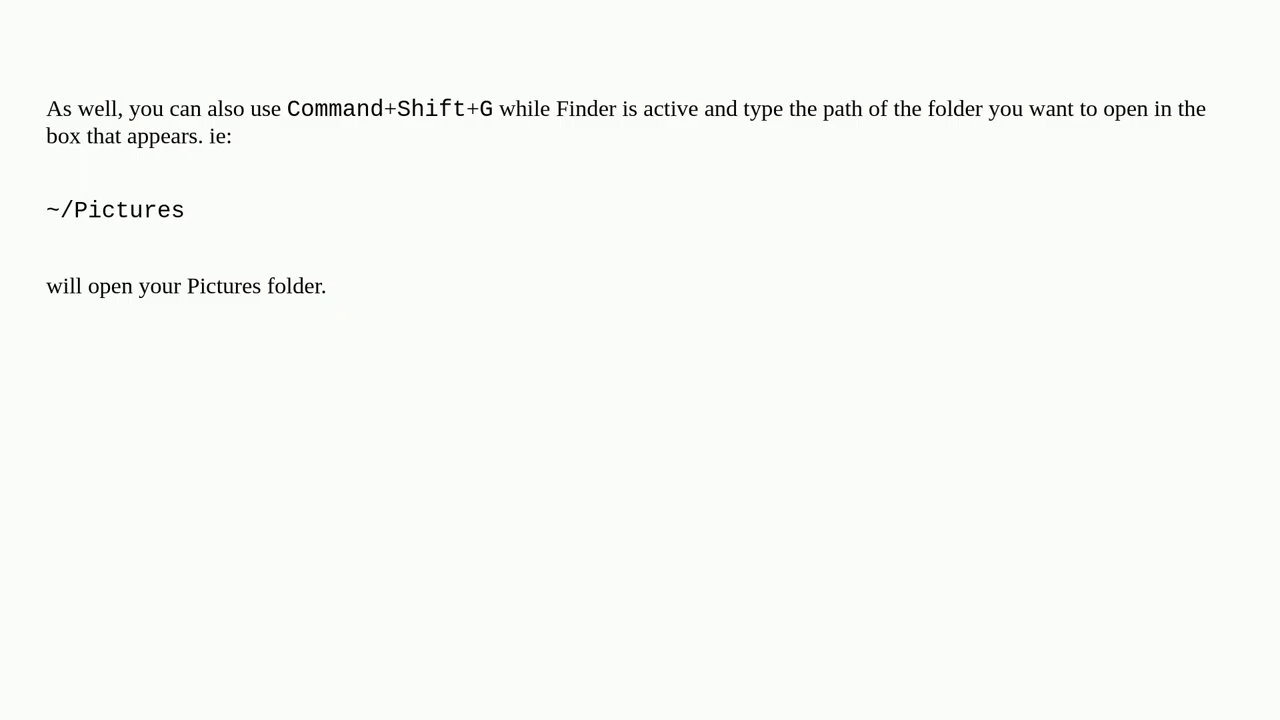 As well, you can also use Command+Shift+G while Finder is active and type the path of the folder you want to open in the
box that appears. ie:
~/Pictures
will open your Pictures folder.